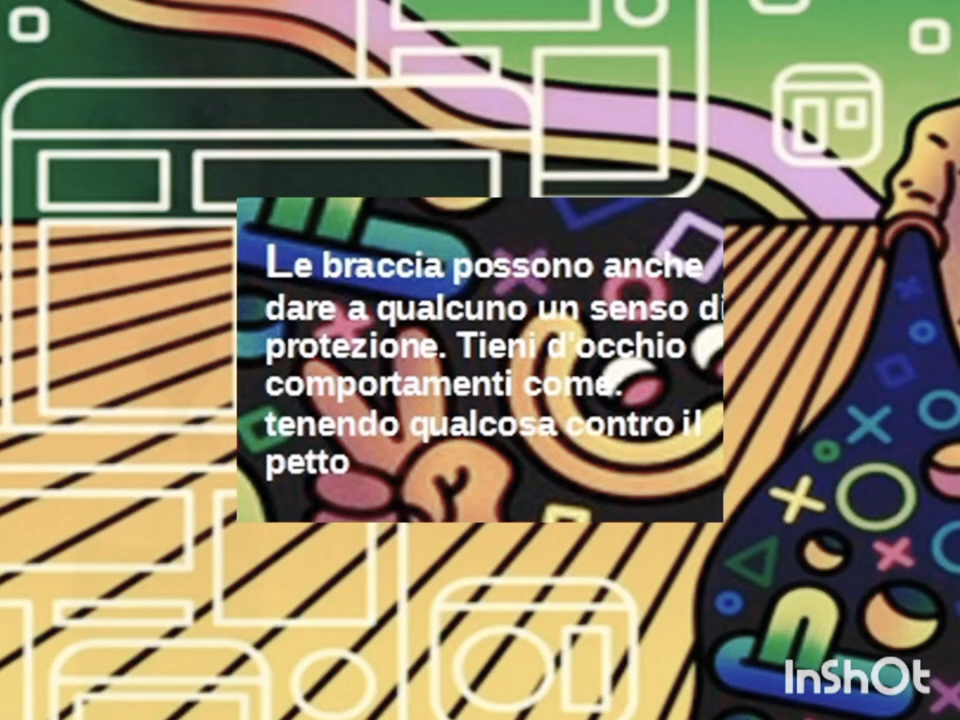 Le braccia possono anche
dare a qualcuno un senso di
protezione. Tieni d'occhio
comportamenti come:
tenendo qualcosa contro il
petto
InShOt